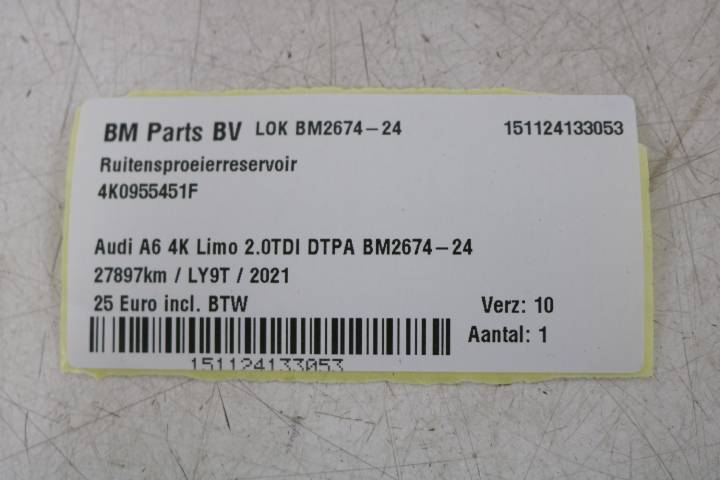 BM Parts BV LOK BM2674-24 151124133053
Ruitensproeierreservoir
4K0955451F
Audi A6 4K Limo 2.0TDI DTPA BM2674-24
27897km / LY9T / 2021
25 Euro incl. BTW Verz: 10
Aantal: 1
151124133053